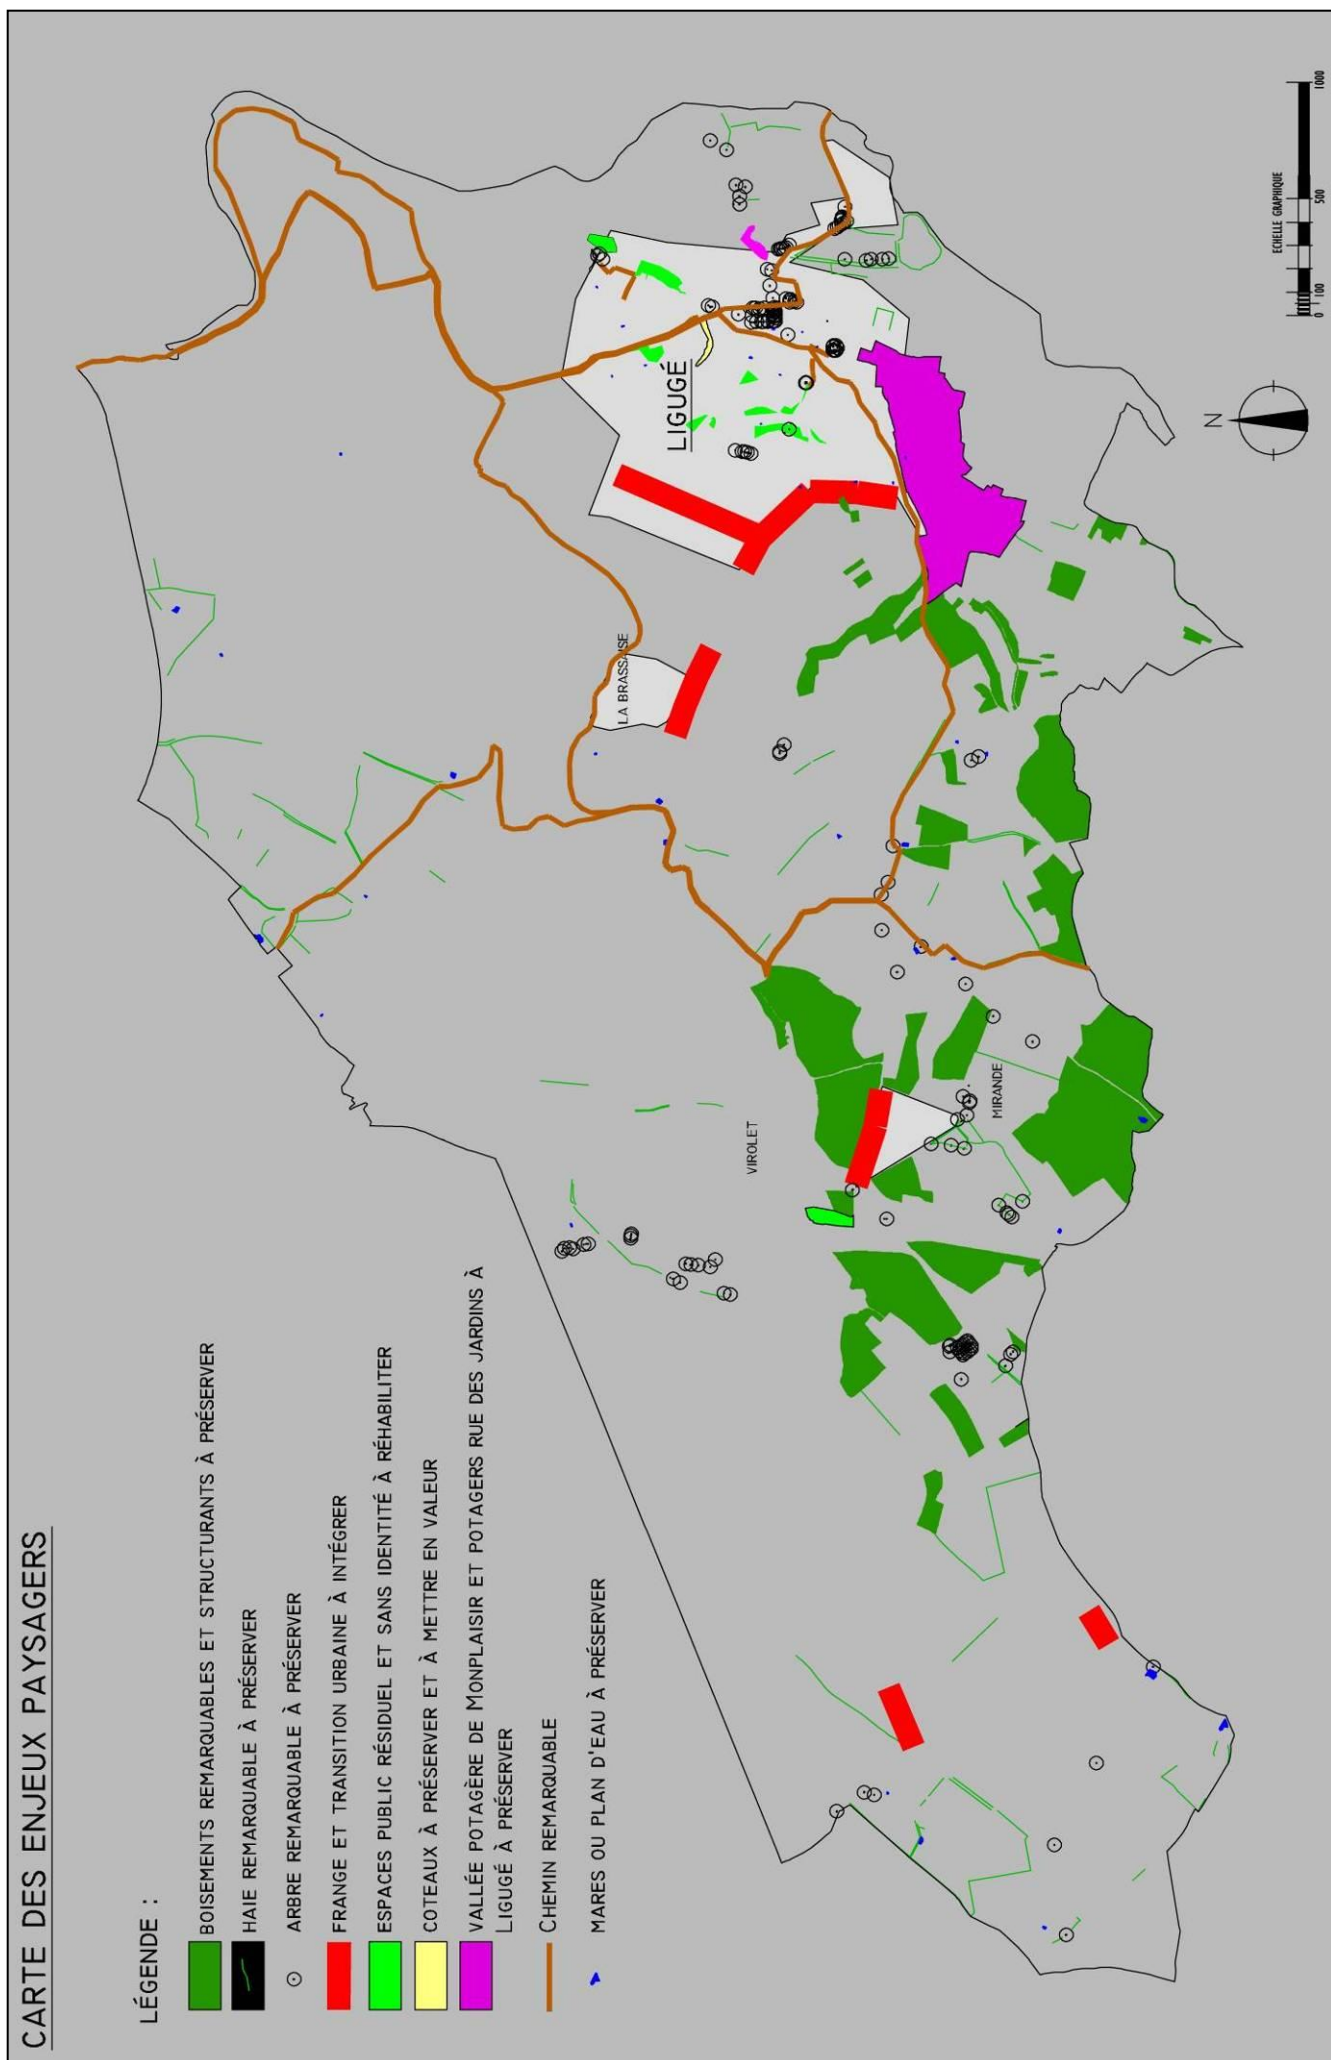 CARTE DES ENJEUX PAYSAGERS
LÉGENDE :
BOISEMENTS REMARQUABLES ET STRUCTURANTS À PRÉSERVER
HAIE REMARQUABLE À PRÉSERVER
ARBRE REMARQUABLE À PRÉSERVER
FRANGE ET TRANSITION URBAINE À INTÉGRER
ESPACES PUBLIC RÉSIDUEL ET SANS IDENTITÉ À RÉHABILITER
COTEAUX À PRÉSERVER ET À METTRE EN VALEUR
VALLÉE POTAGÈRE DE MONPLAISIR ET POTAGERS RUE DES JARDINS À
LIGUGÉ À PRÉSERVER
CHEMIN REMARQUABLE
MARES OU PLAN D'EAU À PRÉSERVER
VIROLET
MIRANDE
LA BRASSAISE
LIGUGÉ
N
ECHELLE GRAPHIQUE
0 100 500 1000